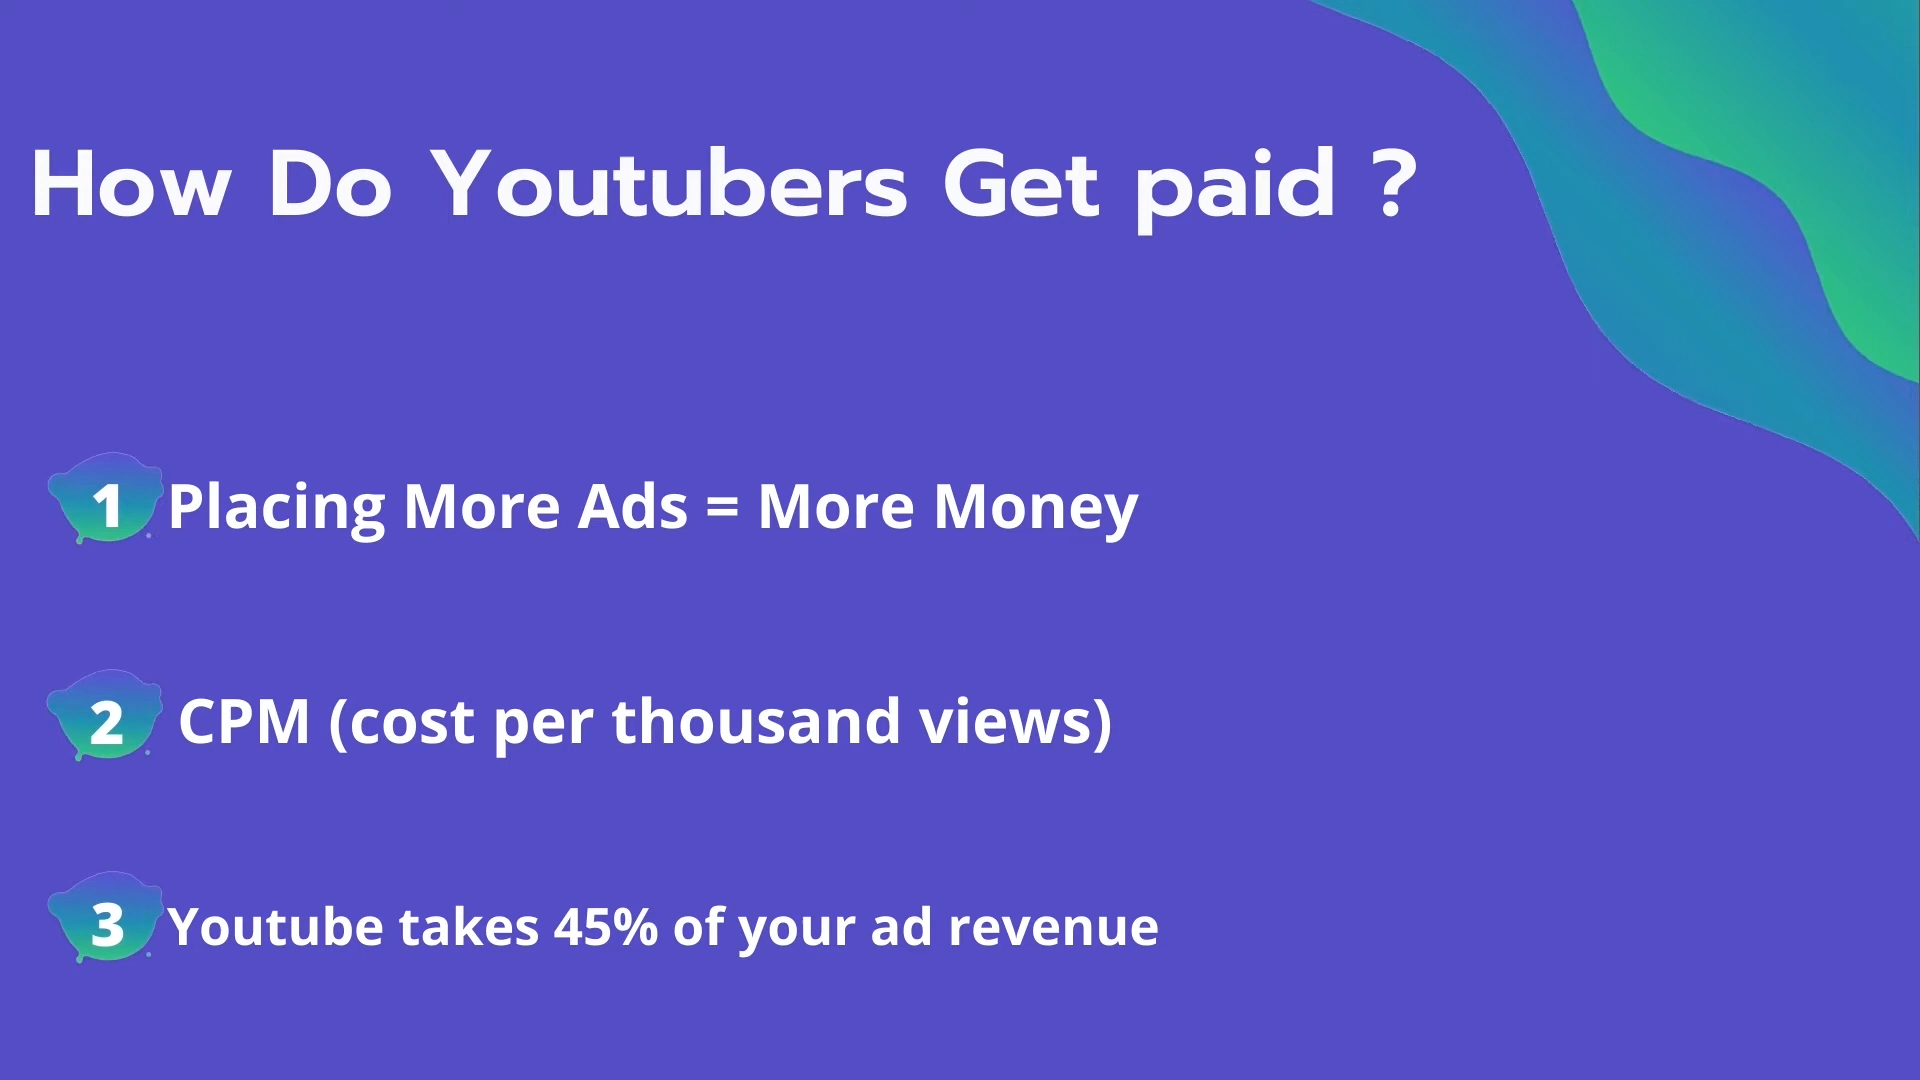 How Do Youtubers Get paid ?
1 Placing More Ads = More Money
2 CPM (cost per thousand views)
3 Youtube takes 45% of your ad revenue